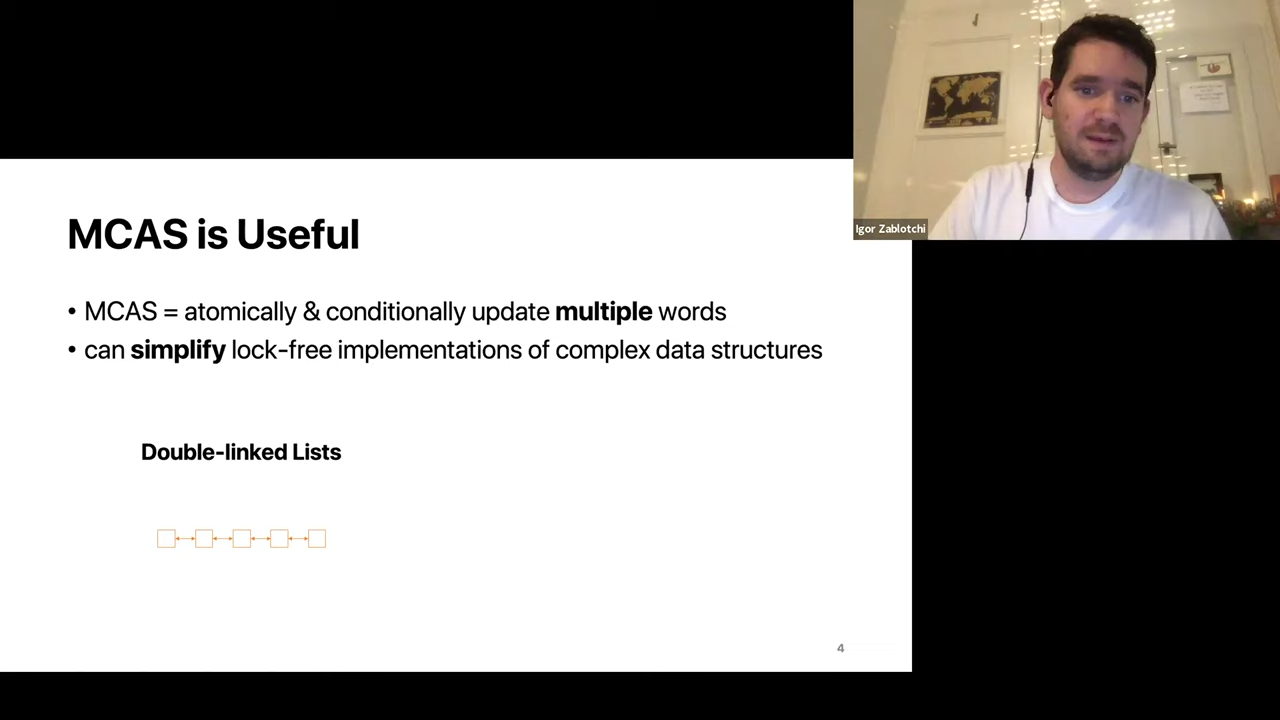 Igor Zablotchi
MCAS is Useful
• MCAS = atomically & conditionally update multiple words
• can simplify lock-free implementations of complex data structures
Double-linked Lists
4